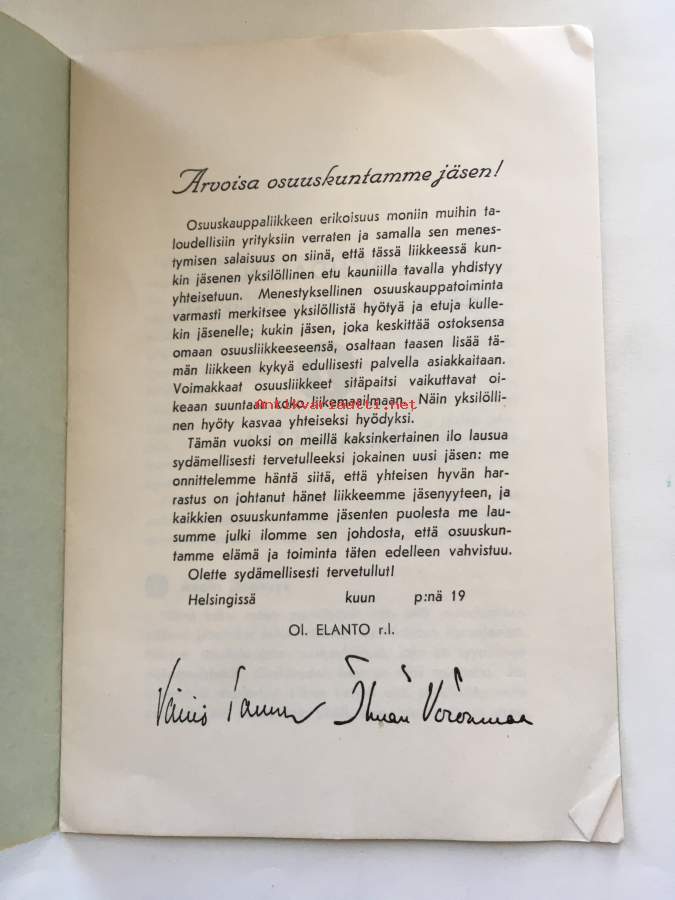 Arvoisa osuuskuntamme jäsen!
Osuuskauppaliikkeen erikoisuus moniin muihin ta-
loudellisiin yrityksiin verraten ja samalla sen menes-
tymisen salaisuus on siinä, että tässä liikkeessä kun-
kin jäsenen yksilöllinen etu kauniilla tavalla yhdistyy
yhteisetuun. Menestyksellinen osuuskauppatoiminta
varmasti merkitsee yksilöllistä hyötyä ja etuja kulle-
kin jäsenelle; kukin jäsen, joka keskittää ostoksensa
omaan osuusliikkeeseensä, osaltaan taasen lisää tä-
män liikkeen kykyä edullisesti palvella asiakkaitaan.
Voimakkaat osuusliikkeet sitäpaitsi vaikuttavat oi-
keaan suuntaan koko liikemaailmaan. Näin yksilölli-
antikvariaatti.net
nen hyöty kasvaa yhteiseksi hyödyksi.
Tämän vuoksi on meillä kaksinkertainen ilo lausua
sydämellisesti tervetulleeksi jokainen uusi jäsen: me
onnittelemme häntä siitä, että yhteisen hyvän har-
rastus on johtanut hänet liikkeemme jäsenyyteen, ja
kaikkien osuuskuntamme jäsenten puolesta me lau-
summe julki ilomme sen johdosta, että osuuskun-
tamme elämä ja toiminta täten edelleen vahvistuu.
Olette sydämellisesti tervetullut!
Helsingissä kuun p:nä 19
Ol. ELANTO r.l.
Väinö Tanner